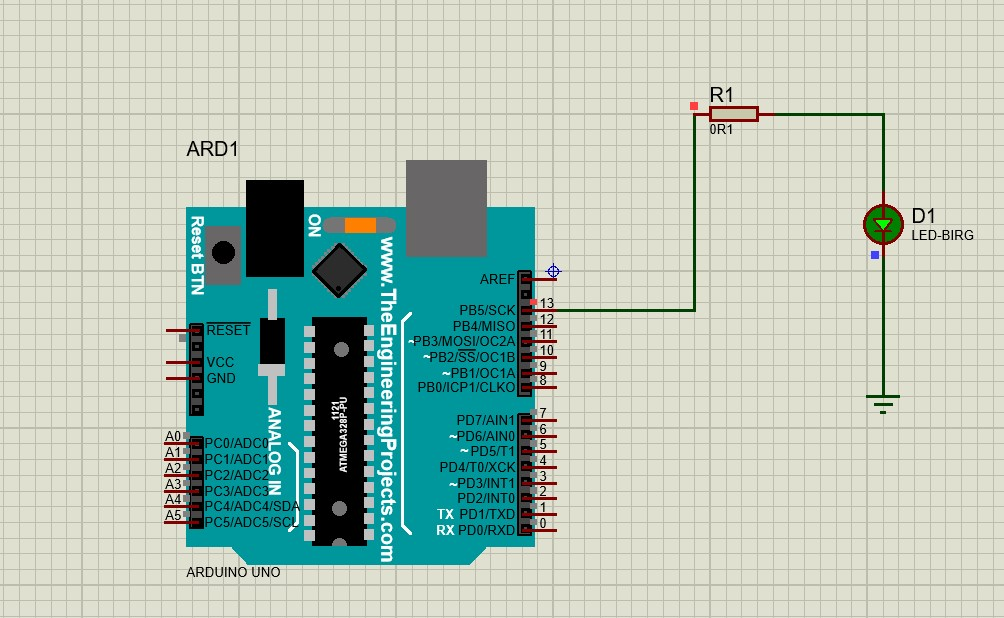 R1
0R1
ARD1
D1
LED-BIRG
Reset BTN
ON
www.TheEngineeringProjects.com
AREF
PB5/SCK 13
PB4/MISO 12
~PB3/MOSI/OC2A 11
~PB2/SS/OC1B 10
~PB1/OC1A 9
PB0/ICP1/CLKO 8
RESET
VCC
GND
1121
ATMEGA328P-PU
ANALOG IN
PD7/AIN1 7
~PD6/AIN0 6
~PD5/T1 5
PD4/T0/XCK 4
~PD3/INT1 3
PD2/INT0 2
TX PD1/TXD 1
RX PD0/RXD 0
A0 PC0/ADC0
A1 PC1/ADC1
A2 PC2/ADC2
A3 PC3/ADC3
A4 PC4/ADC4/SDA
A5 PC5/ADC5/SCL
ARDUINO UNO